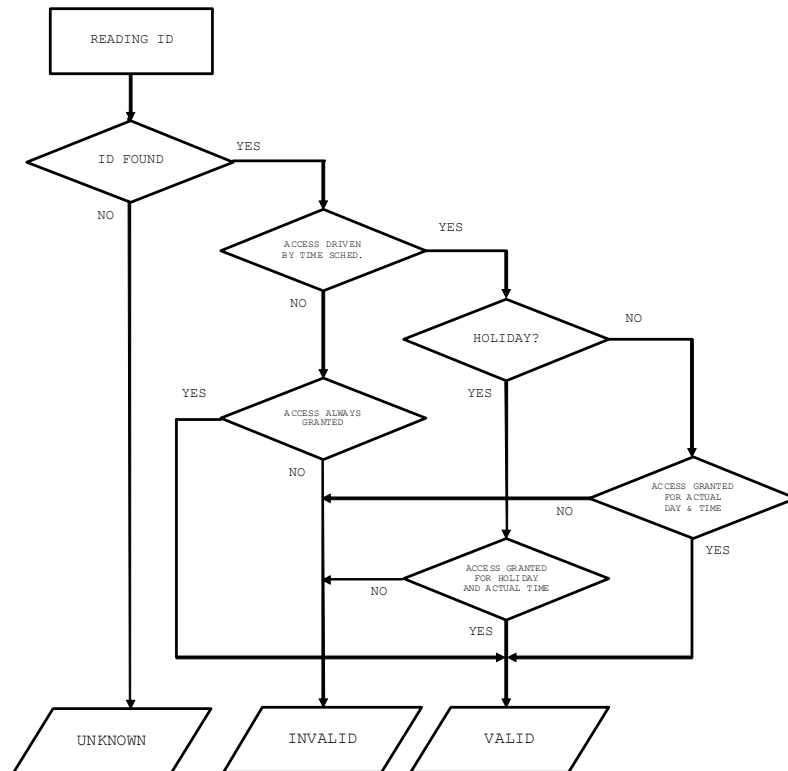 READING ID
YES
ID FOUND
NO
YES
ACCESS DRIVEN
BY TIME SCHED.
NO
NO
HOLIDAY?
YES
YES
ACCESS ALWAYS
GRANTED
NO
ACCESS GRANTED
FOR ACTUAL
DAY & TIME
NO
YES
ACCESS GRANTED
FOR HOLIDAY
AND ACTUAL TIME
NO
YES
UNKNOWN
INVALID
VALID